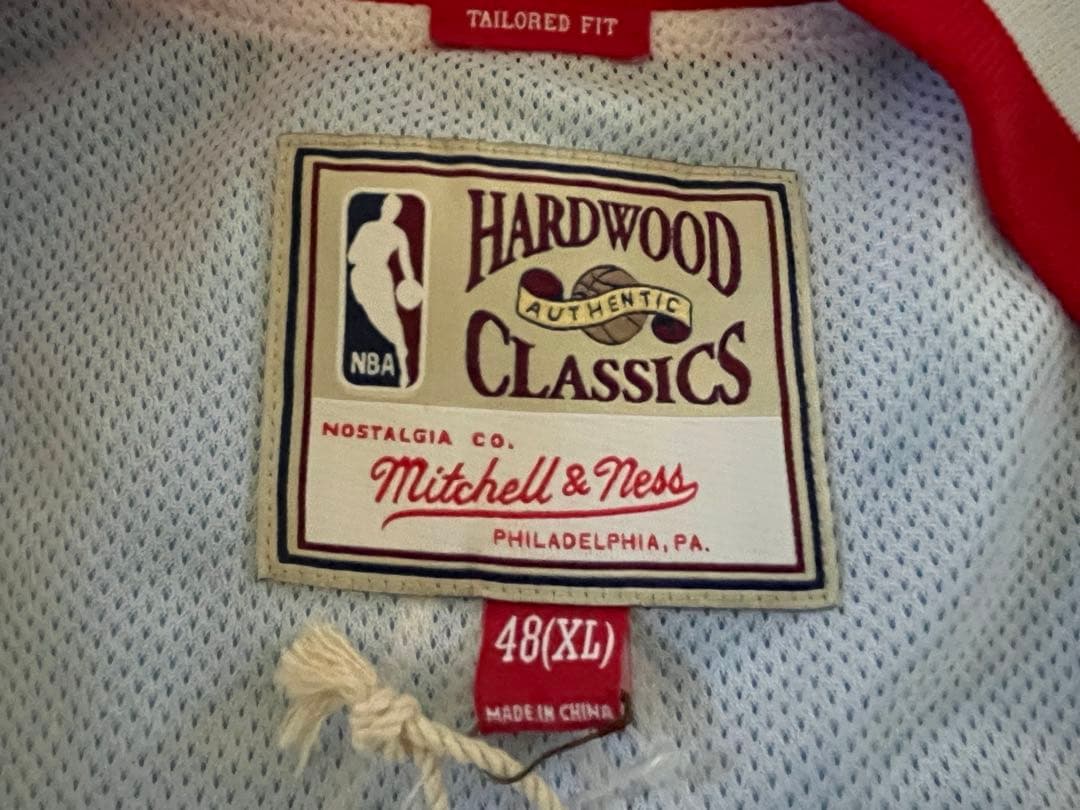 TAILORED FIT
HARDWOOD
AUTHENTIC
CLASSICS
NBA
NOSTALGIA CO.
Mitchell & Ness
PHILADELPHIA, PA.
48(XL)
MADE IN CHINA